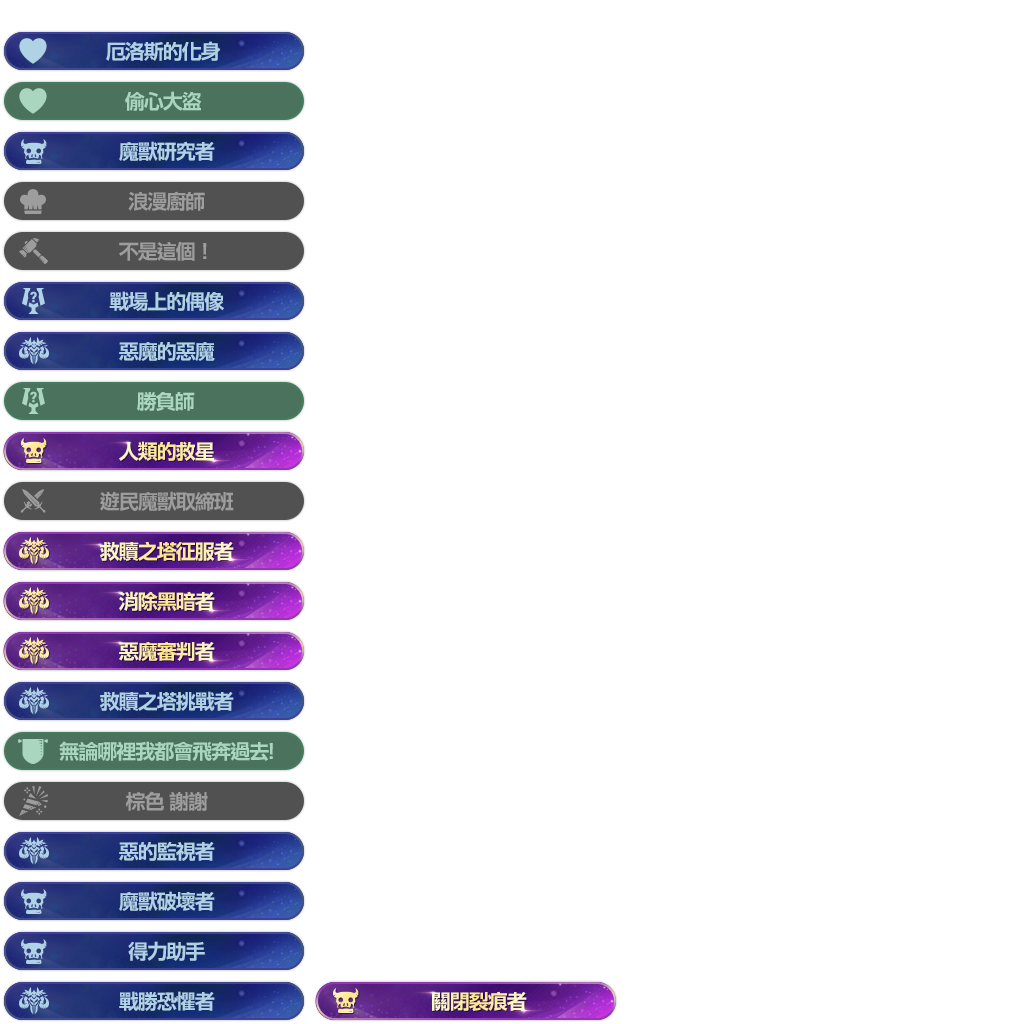 厄洛斯的化身
偷心大盜
魔獸研究者
浪漫廚師
不是這個！
戰場上的偶像
惡魔的惡魔
勝負師
人類的救星
遊民魔獸取締班
救贖之塔征服者
消除黑暗者
惡魔審判者
救贖之塔挑戰者
無論哪裡我都會飛奔過去!
棕色 謝謝
惡的監視者
魔獸破壞者
得力助手
戰勝恐懼者
關閉裂痕者